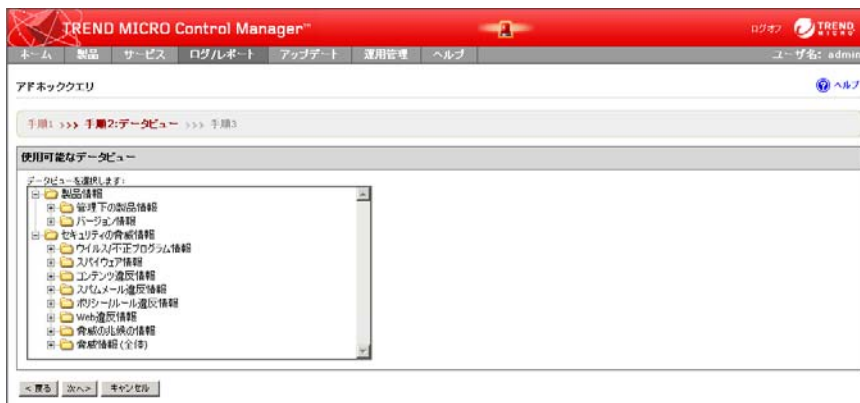 TREND MICRO Control Manager™
ログオフ
TREND MICRO
ホーム 製品 サービス ログ/レポート アップデート 運用管理 ヘルプ ユーザ名: admin
アドホッククエリ ヘルプ
手順1 >>> 手順2:データビュー >>> 手順3
使用可能なデータビュー
データビューを選択します:
製品情報
管理下の製品情報
バージョン情報
セキュリティの脅威情報
ウイルス/不正プログラム情報
スパイウェア情報
コンテンツ違反情報
スパムメール違反情報
ポリシー/ルール違反情報
Web違反情報
脅威の兆候の情報
脅威情報(全体)
< 戻る 次へ> キャンセル